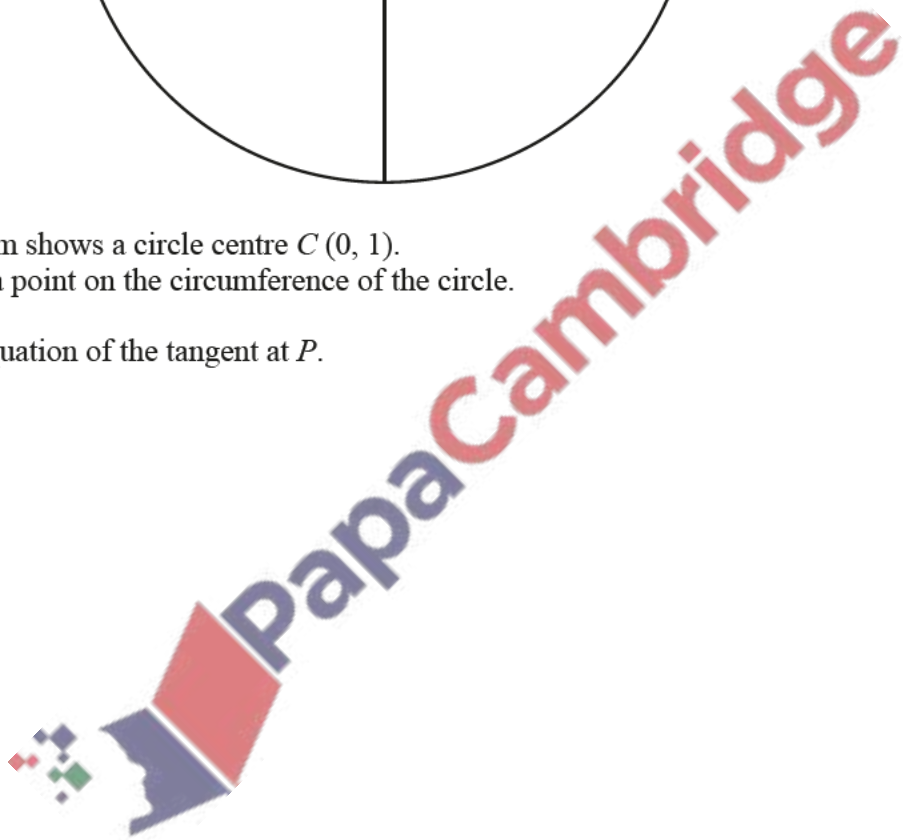 m shows a circle centre C (0, 1).
a point on the circumference of the circle.
uation of the tangent at P.
PapaCambridge